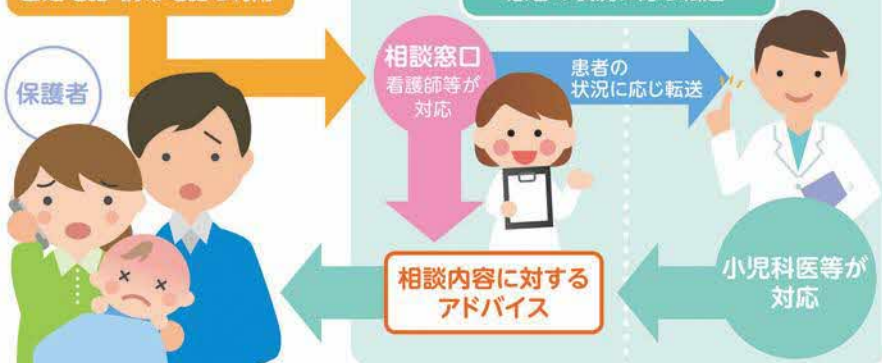 保護者
相談窓口
看護師等が
対応
患者の
状況に応じ転送
相談内容に対する
アドバイス
小児科医等が
対応